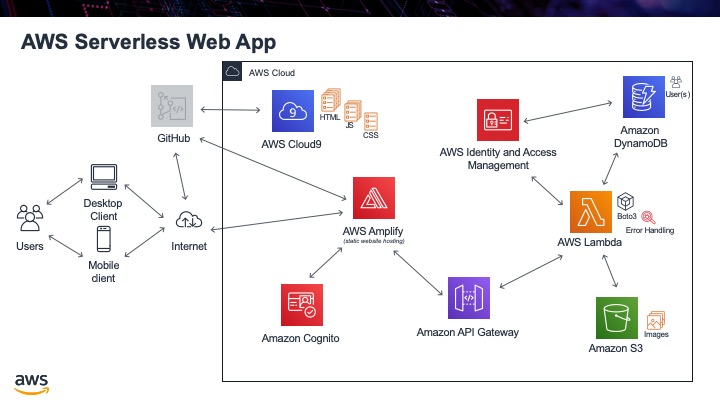 AWS Serverless Web App
AWS Cloud
GitHub
9
AWS Cloud9
HTML
JS
CSS
AWS Identity and Access
Management
User(s)
Amazon
DynamoDB
Users
Desktop
Client
Mobile
client
Internet
AWS Amplify
(static website hosting)
AWS Lambda
Boto3
Error Handling
Amazon Cognito
Amazon API Gateway
Amazon S3
Images
aws